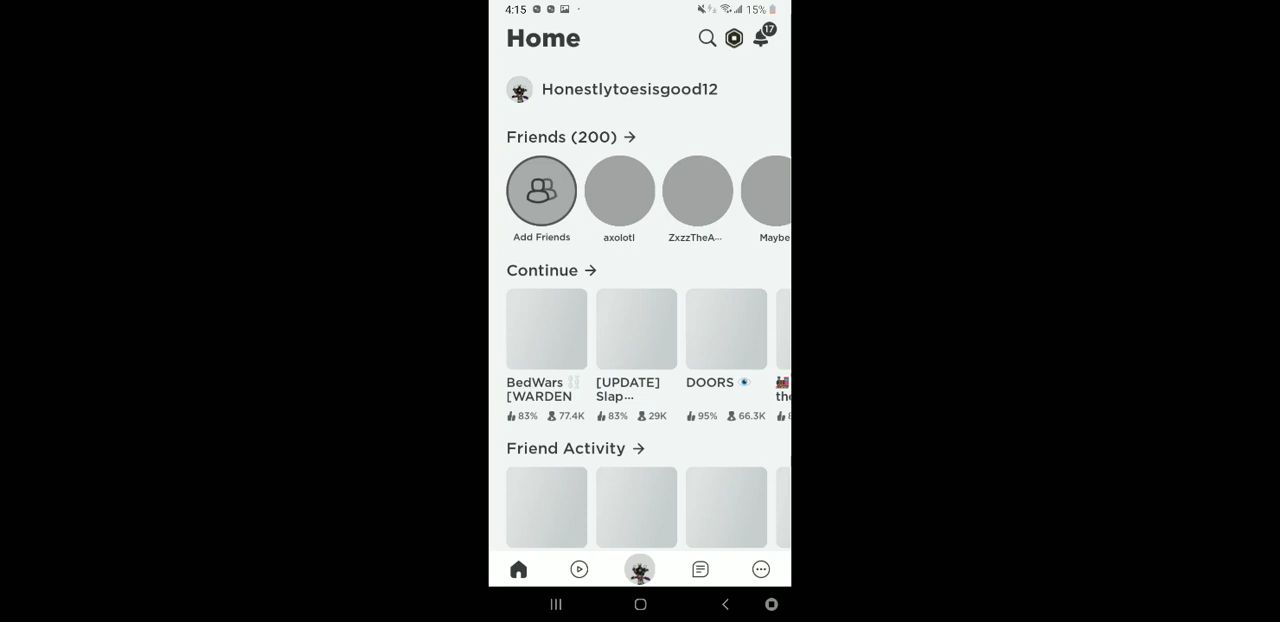 4:15 15%
Home 17
Honestlytoesisgood12
Friends (200) →
Add Friends axolotl ZxzzTheA... Maybe
Continue →
BedWars ⛓ [UPDATE] DOORS 👁 🚂
[WARDEN Slap... the
83% 77.4K 83% 29K 95% 66.3K
Friend Activity →